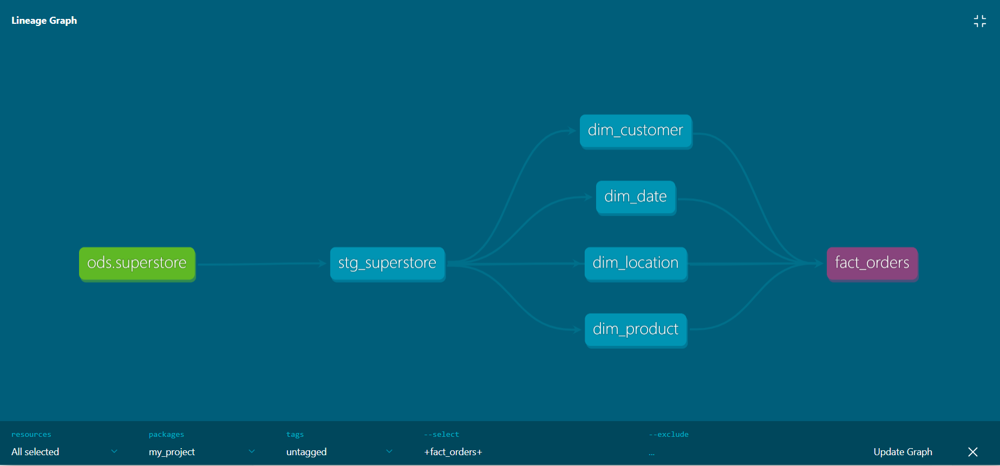 Lineage Graph
dim_customer
dim_date
ods.superstore
stg_superstore
dim_location
fact_orders
dim_product
resources
packages
tags
--select
--exclude
All selected
my_project
untagged
+fact_orders+
...
Update Graph